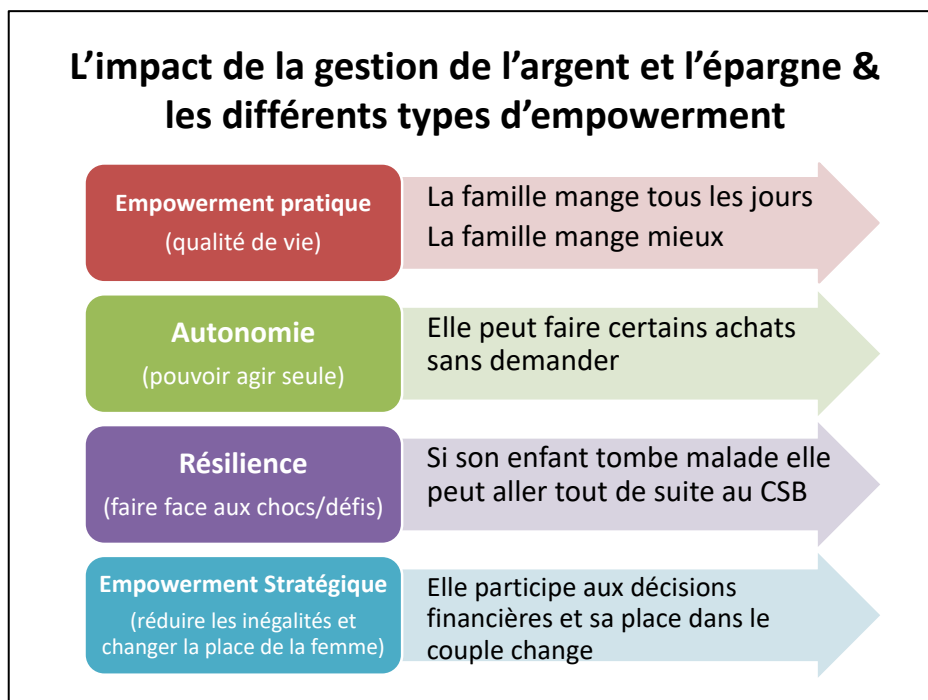 L’impact de la gestion de l’argent et l’épargne &
les différents types d’empowerment
Empowerment pratique
(qualité de vie)
La famille mange tous les jours
La famille mange mieux
Autonomie
(pouvoir agir seule)
Elle peut faire certains achats
sans demander
Résilience
(faire face aux chocs/défis)
Si son enfant tombe malade elle
peut aller tout de suite au CSB
Empowerment Stratégique
(réduire les inégalités et
changer la place de la femme)
Elle participe aux décisions
financières et sa place dans le
couple change